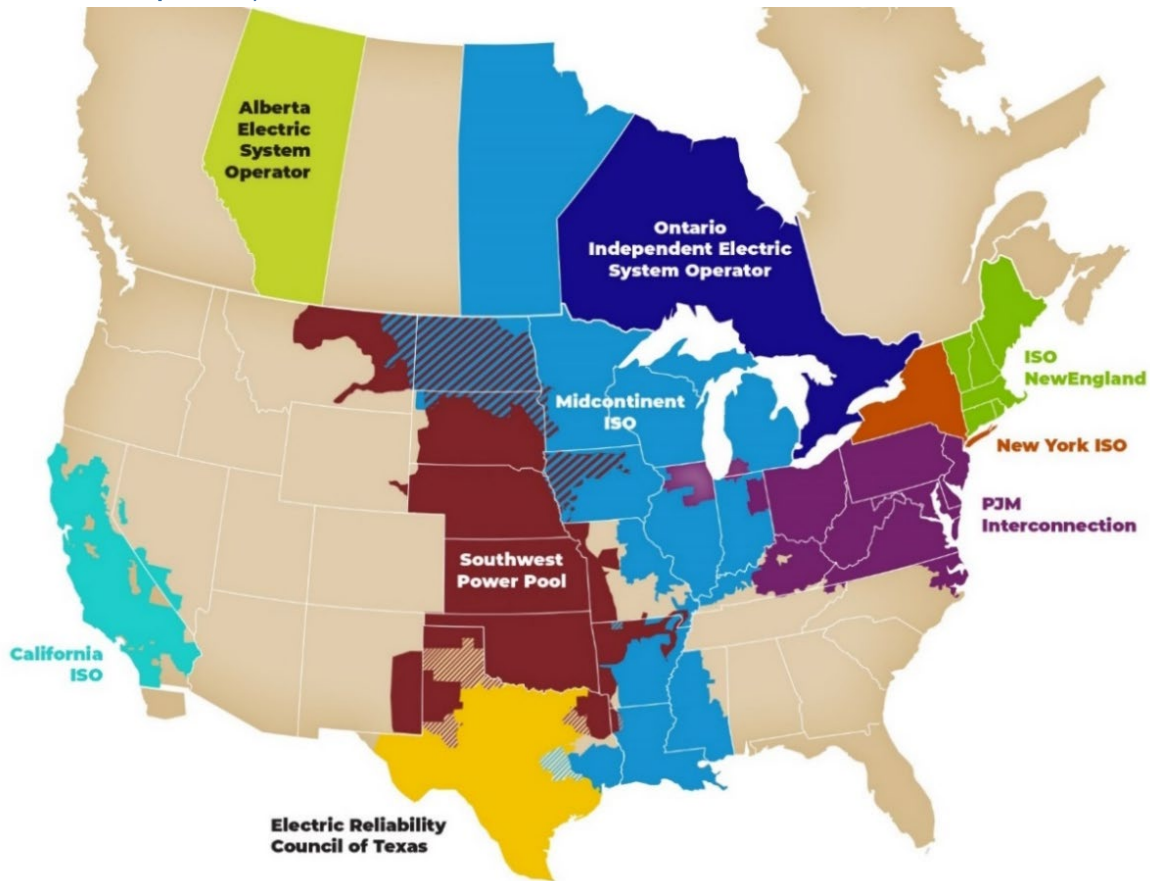 Alberta
Electric
System
Operator
Ontario
Independent Electric
System Operator
Midcontinent
ISO
ISO
NewEngland
New York ISO
PJM
Interconnection
Southwest
Power Pool
California
ISO
Electric Reliability
Council of Texas